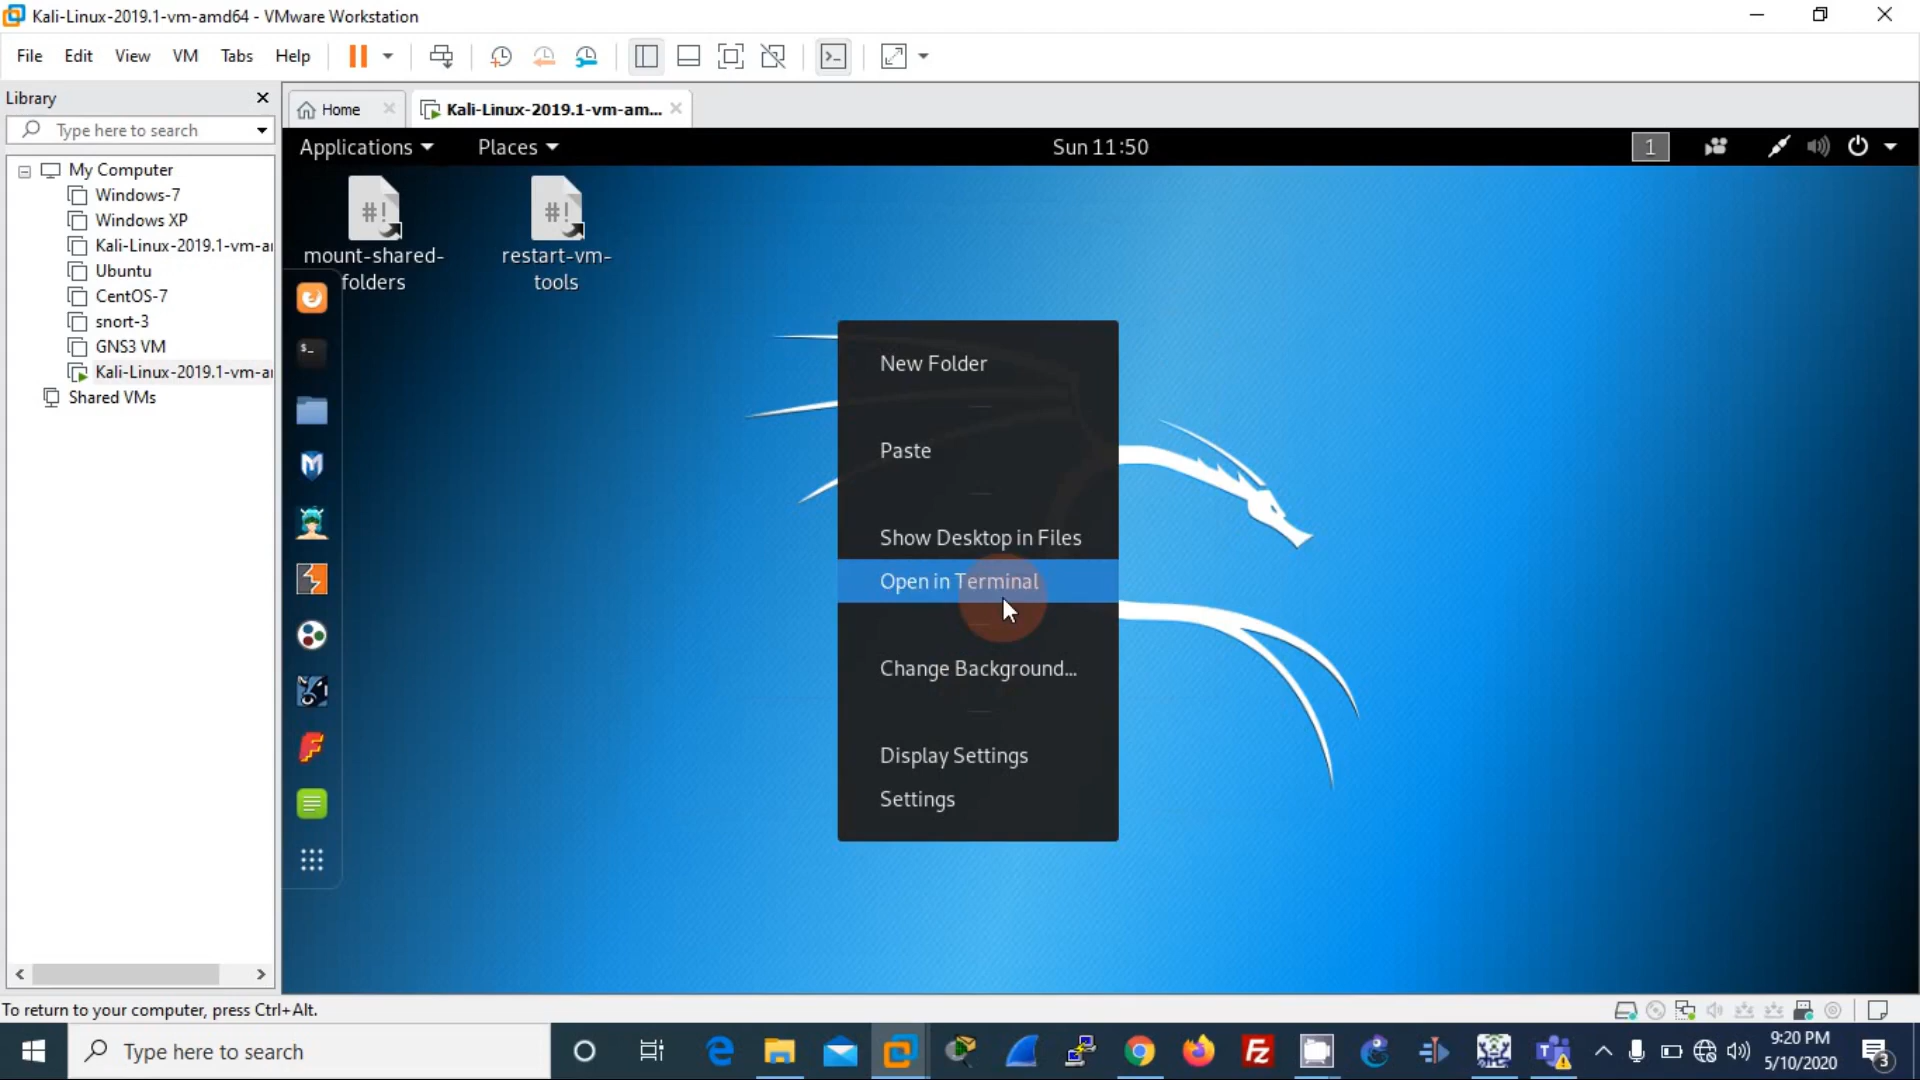 Kali-Linux-2019.1-vm-amd64 - VMware Workstation
File Edit View VM Tabs Help
Library
Type here to search
My Computer
Windows-7
Windows XP
Kali-Linux-2019.1-vm-a
Ubuntu
CentOS-7
snort-3
GNS3 VM
Kali-Linux-2019.1-vm-a
Shared VMs
Home
Kali-Linux-2019.1-vm-am...
Applications Places Sun 11:50 1
#!
mount-shared-
folders
#!
restart-vm-
tools
$_
New Folder
Paste
Show Desktop in Files
Open in Terminal
Change Background...
Display Settings
Settings
To return to your computer, press Ctrl+Alt.
Type here to search
9:20 PM
5/10/2020
3